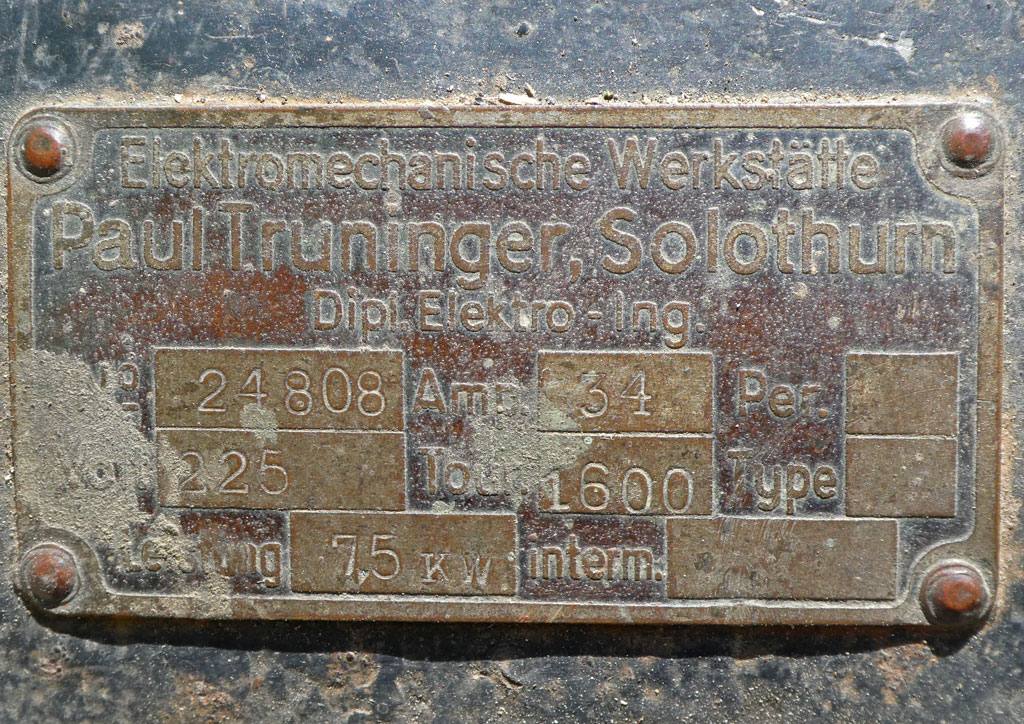 Elektromechanische Werkstätte
Paul Truninger, Solothurn
Dipl. Elektro-Ing.
24808 Amp. 34 Per.
225 Tour. 1600 Type
Leistung 7,5 KW interm.